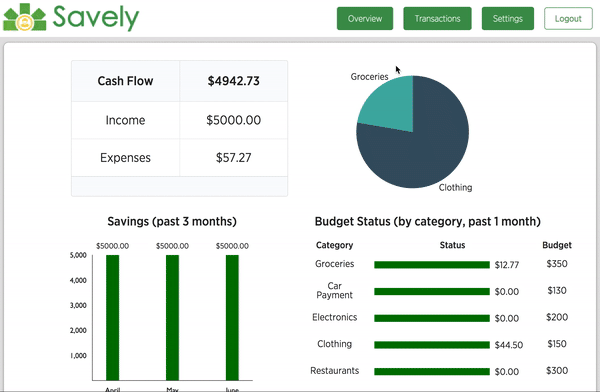 Savely
Overview
Transactions
Settings
Logout
Cash Flow $4942.73
Income $5000.00
Expenses $57.27
Groceries
Clothing
Savings (past 3 months)
$5000.00 $5000.00 $5000.00
5,000
4,000
3,000
2,000
1,000
April May June
Budget Status (by category, past 1 month)
Category Status Budget
Groceries $12.77 $350
Car
Payment $0.00 $130
Electronics $0.00 $200
Clothing $44.50 $150
Restaurants $0.00 $300